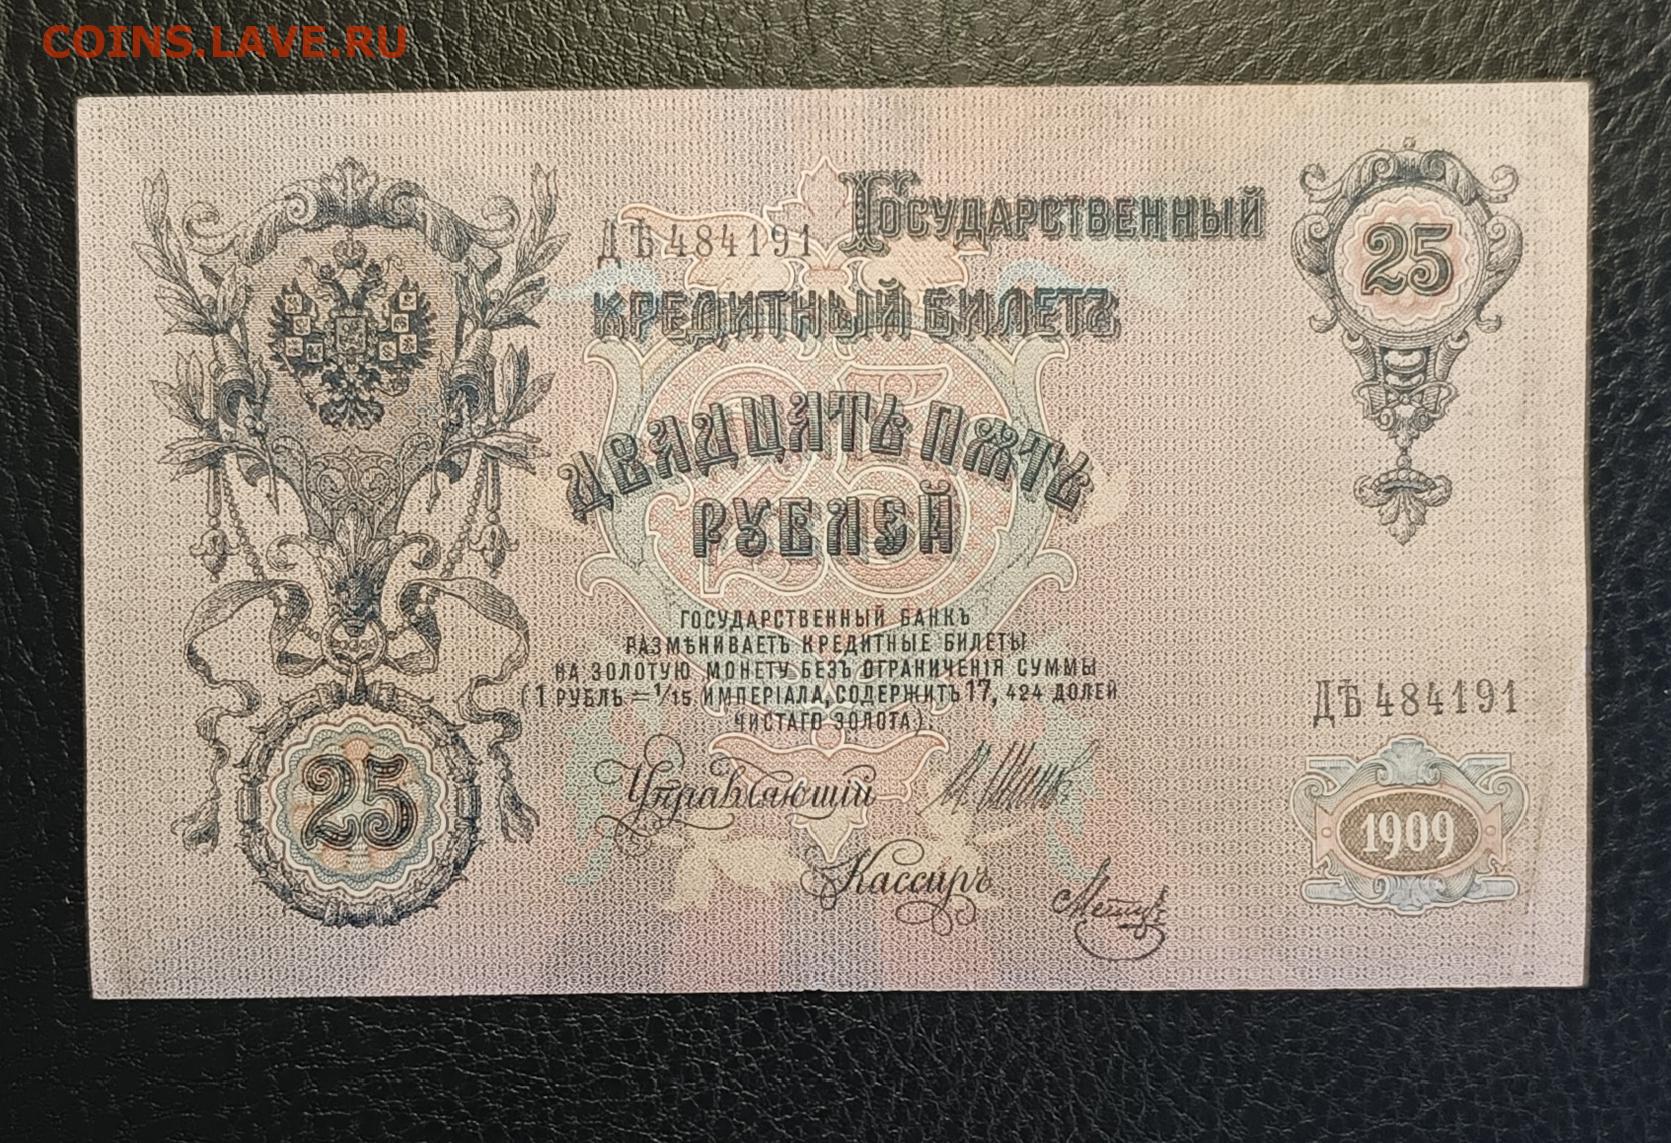 COINS.LAVE.RU
ДѢ 484191 ГОСУДАРСТВЕННЫЙ
25
КРЕДИТНЫЙ БИЛЕТЪ
25
ДВАДЦАТЬ ПЯТЬ
РУБЛЕЙ
ГОСУДАРСТВЕННЫЙ БАНКЪ
РАЗМѢНИВАЕТЪ КРЕДИТНЫЕ БИЛЕТЫ
НА ЗОЛОТУЮ МОНЕТУ БЕЗЪ ОГРАНИЧЕНІЯ СУММЫ
(1 РУБЛЬ = 1/15 ИМПЕРІАЛА, СОДЕРЖИТЪ 17, 424 ДОЛЕЙ
ЧИСТАГО ЗОЛОТА).
ДѢ 484191
25
Управляющій
1909
Кассиръ